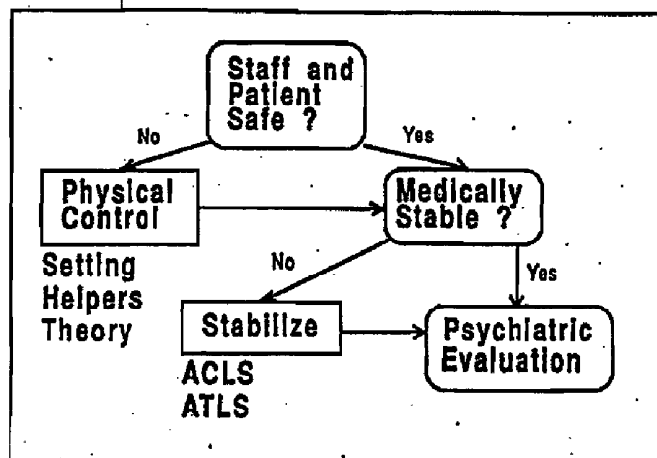 Staff and
Patient
Safe ?
No
Yes
Physical
Control
Medically
Stable ?
Setting
Helpers
Theory
No
Yes
Stabilize
Psychiatric
Evaluation
ACLS
ATLS